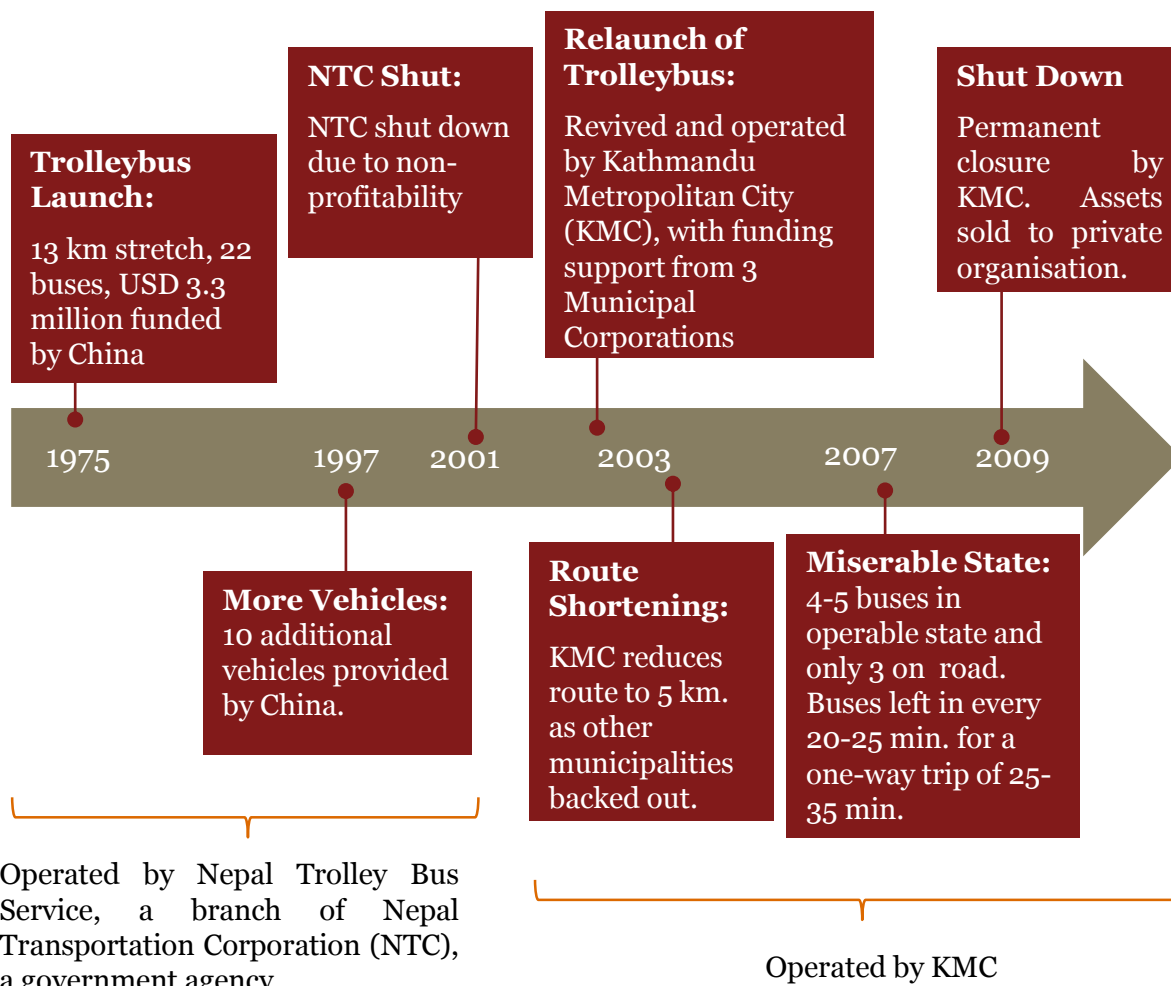 Trolleybus
Launch:
13 km stretch, 22
buses, USD 3.3
million funded
by China
NTC Shut:
NTC shut down
due to non-
profitability
Relaunch of
Trolleybus:
Revived and operated
by Kathmandu
Metropolitan City
(KMC), with funding
support from 3
Municipal
Corporations
Shut Down
Permanent
closure by
KMC. Assets
sold to private
organisation.
1975
1997
2001
2003
2007
2009
More Vehicles:
10 additional
vehicles provided
by China.
Route
Shortening:
KMC reduces
route to 5 km.
as other
municipalities
backed out.
Miserable State:
4-5 buses in
operable state and
only 3 on road.
Buses left in every
20-25 min. for a
one-way trip of 25-
35 min.
Operated by Nepal Trolley Bus
Service, a branch of Nepal
Transportation Corporation (NTC),
a government agency
Operated by KMC